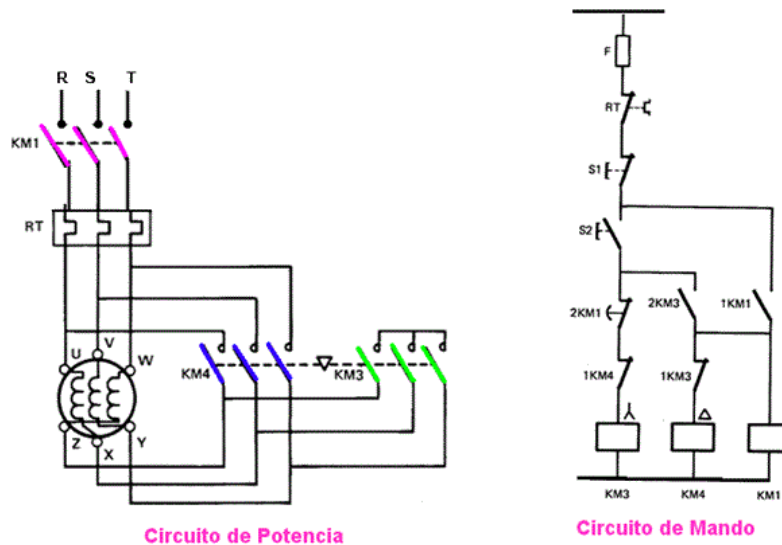 R S T
KM1
RT
U V W
Z X Y
KM4
KM3
Circuito de Potencia
F
RT
S1
S2
2KM1 2KM3 1KM1
1KM4 1KM3
KM3 KM4 KM1
Circuito de Mando